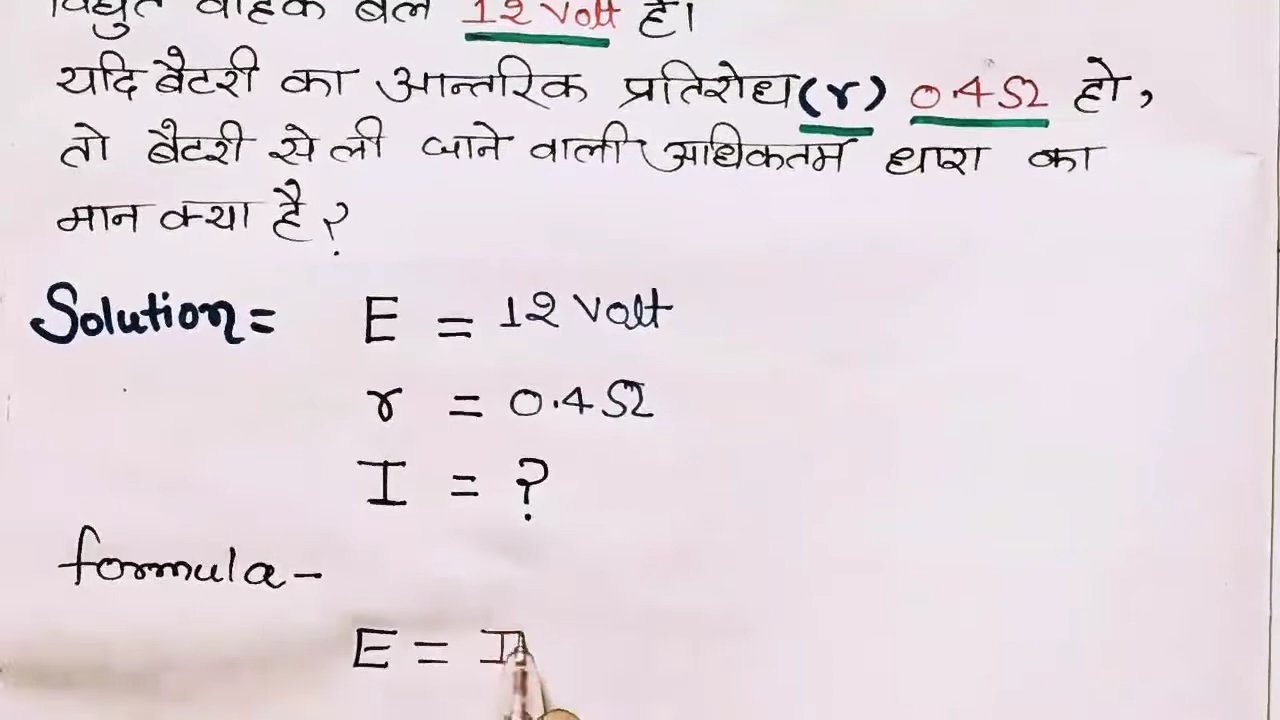 विद्युत वाहक बल 12 Volt है।
यदि बैटरी का आन्तरिक प्रतिरोध (r) 0.4Ω हो,
तो बैटरी से ली जाने वाली अधिकतम धारा का
मान क्या है?
Solution = E = 12 Volt
r = 0.4Ω
I = ?
formula -
E = I